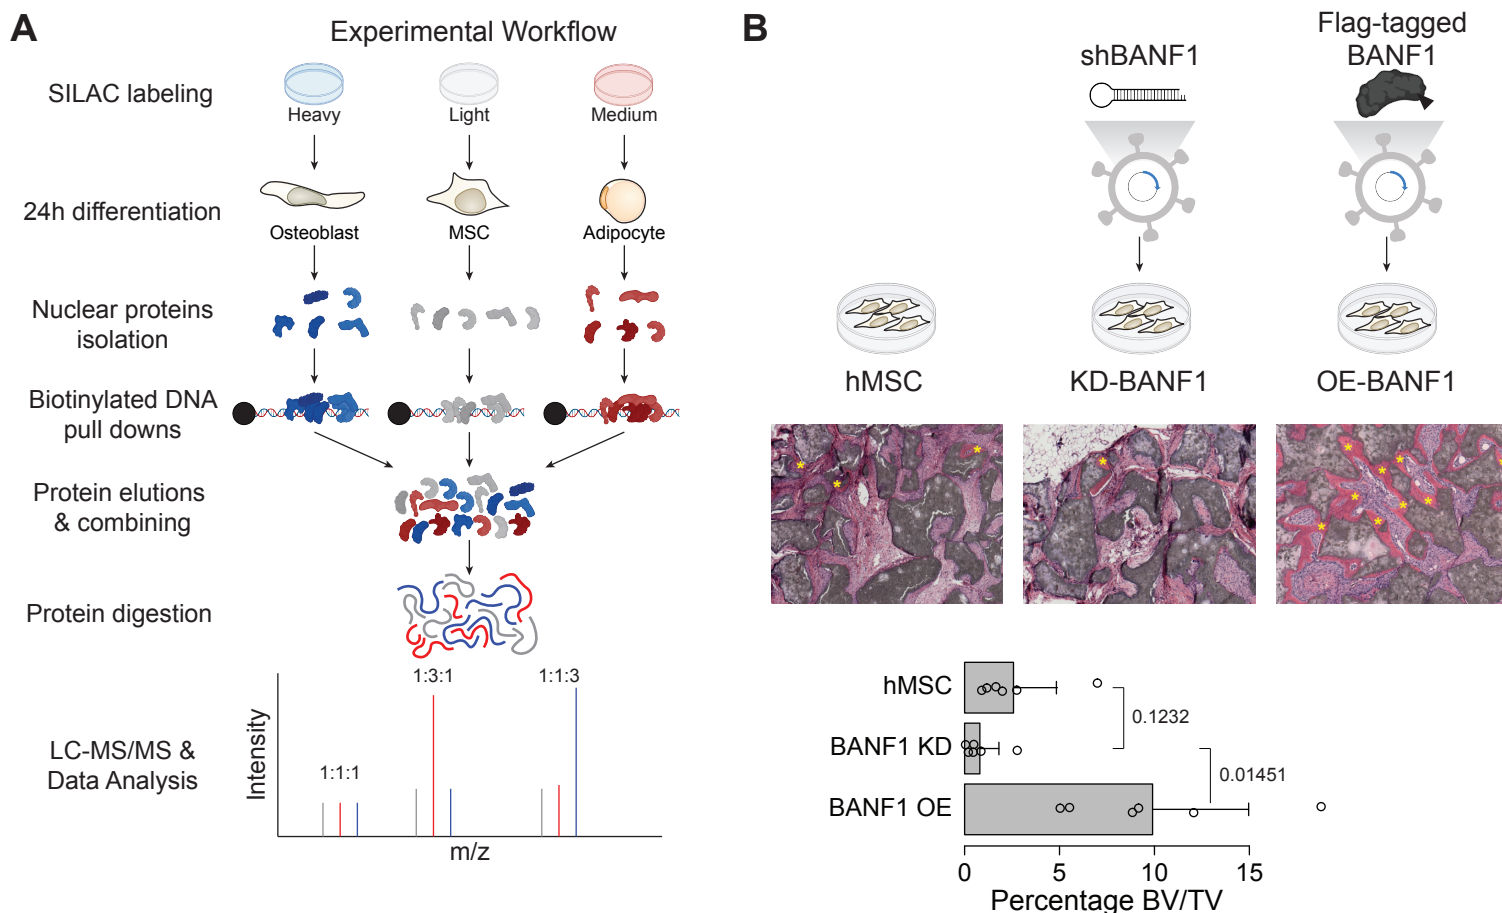 A
Experimental Workflow
SILAC labeling
Heavy
Light
Medium
24h differentiation
Osteoblast
MSC
Adipocyte
Nuclear proteins
isolation
Biotinylated DNA
pull downs
Protein elutions
& combining
Protein digestion
LC-MS/MS &
Data Analysis
Intensity
1:1:1
1:3:1
1:1:3
m/z
B
shBANF1
Flag-tagged
BANF1
hMSC
KD-BANF1
OE-BANF1
* * * *
*
* * * * * * * * *
hMSC
BANF1 KD
BANF1 OE
0.1232
0.01451
0 5 10 15
Percentage BV/TV